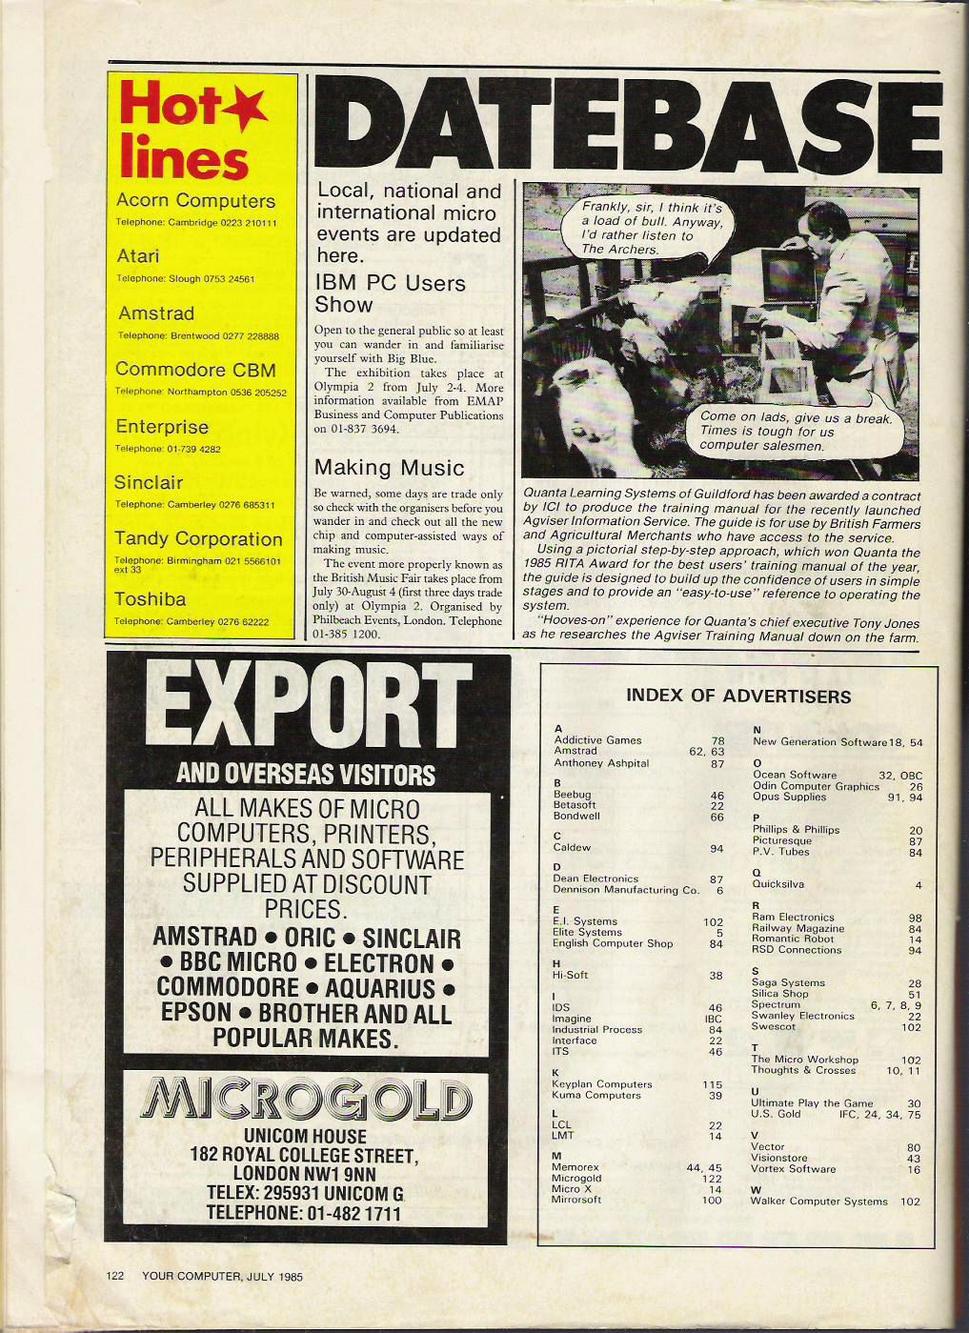 Hot
lines
Acorn Computers
Telephone: Cambridge 0223 210111
Atari
Telephone: Slough 0753 24561
Amstrad
Telephone: Brentwood 0277 228888
Commodore CBM
Telephone: Northampton 0536 205252
Enterprise
Telephone: 01-739 4282
Sinclair
Telephone: Camberley 0276 685311
Tandy Corporation
Telephone: Birmingham 021 5566101
ext 33
Toshiba
Telephone: Camberley 0276 62222
DATEBASE
Local, national and
international micro
events are updated
here.
IBM PC Users
Show
Open to the general public so at least
you can wander in and familiarise
yourself with Big Blue.
The exhibition takes place at
Olympia 2 from July 2-4. More
information available from EMAP
Business and Computer Publications
on 01-837 3694.
Making Music
Be warned, some days are trade only
so check with the organisers before you
wander in and check out all the new
chip and computer-assisted ways of
making music.
The event more properly known as
the British Music Fair takes place from
July 30-August 4 (first three days trade
only) at Olympia 2. Organised by
Philbeach Events, London. Telephone
01-385 1200.
Frankly, sir, I think it's
a load of bull. Anyway,
I'd rather listen to
The Archers.
Come on lads, give us a break.
Times is tough for us
computer salesmen.
Quanta Learning Systems of Guildford has been awarded a contract
by ICI to produce the training manual for the recently launched
Agviser Information Service. The guide is for use by British Farmers
and Agricultural Merchants who have access to the service.
Using a pictorial step-by-step approach, which won Quanta the
1985 RITA Award for the best users' training manual of the year,
the guide is designed to build up the confidence of users in simple
stages and to provide an "easy-to-use" reference to operating the
system.
"Hooves-on" experience for Quanta's chief executive Tony Jones
as he researches the Agviser Training Manual down on the farm.
EXPORT
AND OVERSEAS VISITORS
ALL MAKES OF MICRO
COMPUTERS, PRINTERS,
PERIPHERALS AND SOFTWARE
SUPPLIED AT DISCOUNT
PRICES.
AMSTRAD • ORIC • SINCLAIR
• BBC MICRO • ELECTRON •
COMMODORE • AQUARIUS •
EPSON • BROTHER AND ALL
POPULAR MAKES.
MICROGOLD
UNICOM HOUSE
182 ROYAL COLLEGE STREET,
LONDON NW1 9NN
TELEX: 295931 UNICOM G
TELEPHONE: 01-482 1711
INDEX OF ADVERTISERS
A
Addictive Games 78
Amstrad 62, 63
Anthoney Ashpital 87
B
Beebug 46
Betasoft 22
Bondwell 66
C
Caldew 94
D
Dean Electronics 87
Dennison Manufacturing Co. 6
E
E.I. Systems 102
Elite Systems 5
English Computer Shop 84
H
Hi-Soft 38
I
IDS 46
Imagine IBC
Industrial Process 84
Interface 22
ITS 46
K
Keyplan Computers 115
Kuma Computers 39
L
LCL 22
LMT 14
M
Memorex 44, 45
Microgold 122
Micro X 14
Mirrorsoft 100
N
New Generation Software 18, 54
O
Ocean Software 32, OBC
Odin Computer Graphics 26
Opus Supplies 91, 94
P
Phillips & Phillips 20
Picturesque 87
P.V. Tubes 84
Q
Quicksilva 4
R
Ram Electronics 98
Railway Magazine 84
Romantic Robot 14
RSD Connections 94
S
Saga Systems 28
Silica Shop 51
Spectrum 6, 7, 8, 9
Swanley Electronics 22
Swescot 102
T
The Micro Workshop 102
Thoughts & Crosses 10, 11
U
Ultimate Play the Game 30
U.S. Gold IFC, 24, 34, 75
V
Vector 80
Visionstore 43
Vortex Software 16
W
Walker Computer Systems 102
122 YOUR COMPUTER, JULY 1985